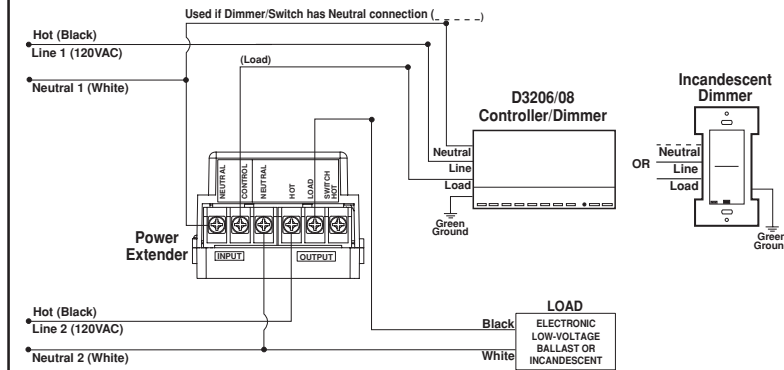 Used if Dimmer/Switch has Neutral connection (_ _ _ _ _)
Hot (Black)
Line 1 (120VAC)
Neutral 1 (White)
(Load)
D3206/08
Controller/Dimmer
Neutral
Line
Load
Green
Ground
OR
Incandescent
Dimmer
Neutral
Line
Load
Green
Groun
NEUTRAL
CONTROL
NEUTRAL
HOT
LOAD
SWITCH
HOT
Power
Extender
INPUT
OUTPUT
Hot (Black)
Line 2 (120VAC)
Neutral 2 (White)
Black
White
LOAD
ELECTRONIC
LOW-VOLTAGE
BALLAST OR
INCANDESCENT